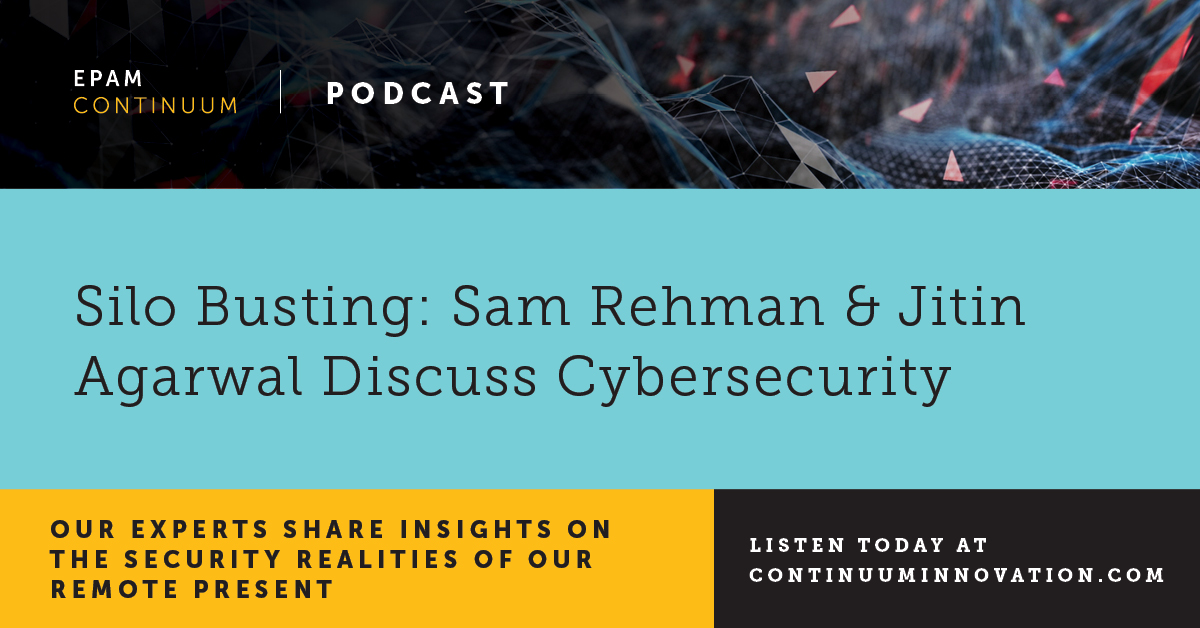 EPAM
CONTINUUM
PODCAST
Silo Busting: Sam Rehman & Jitin
Agarwal Discuss Cybersecurity
OUR EXPERTS SHARE INSIGHTS ON
THE SECURITY REALITIES OF OUR
REMOTE PRESENT
LISTEN TODAY AT
CONTINUUMINNOVATION.COM